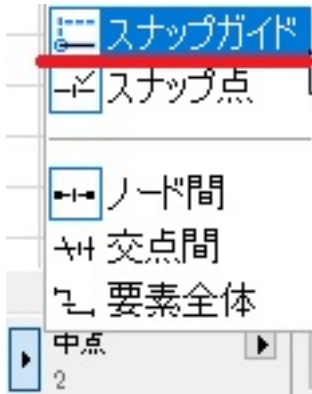 スナップガイド
スナップ点
ノード間
交点間
要素全体
中点
2